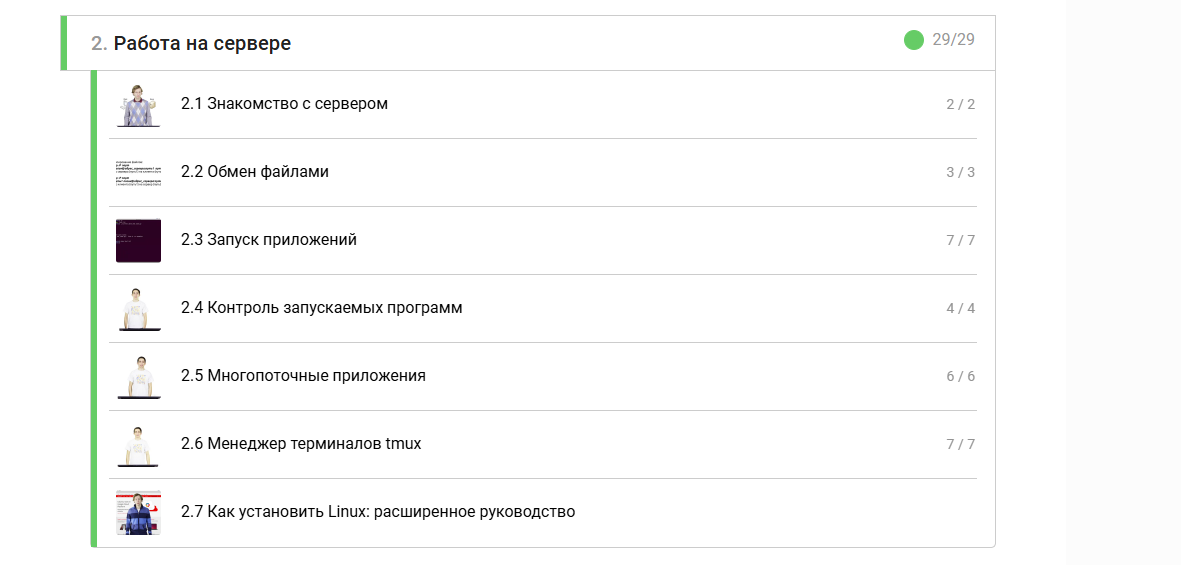 2. Работа на сервере 29/29
2.1 Знакомство с сервером 2 / 2
2.2 Обмен файлами 3 / 3
2.3 Запуск приложений 7 / 7
2.4 Контроль запускаемых программ 4 / 4
2.5 Многопоточные приложения 6 / 6
2.6 Менеджер терминалов tmux 7 / 7
2.7 Как установить Linux: расширенное руководство